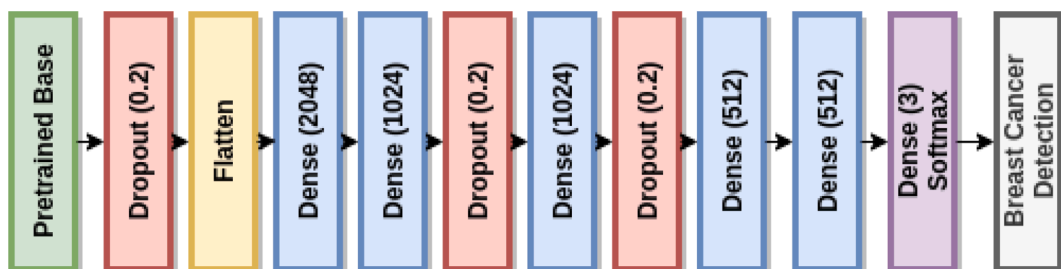 Pretrained Base
Dropout (0.2)
Flatten
Dense (2048)
Dense (1024)
Dropout (0.2)
Dense (1024)
Dropout (0.2)
Dense (512)
Dense (512)
Dense (3)
Softmax
Breast Cancer
Detection